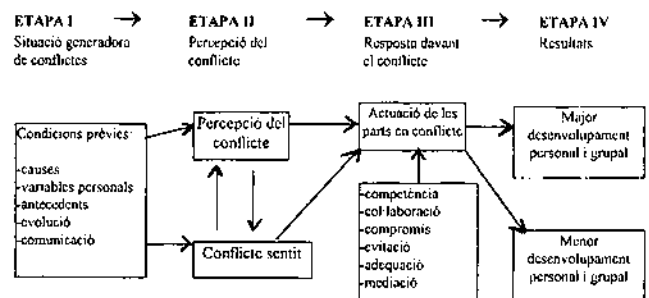 ETAPA I → ETAPA II → ETAPA III → ETAPA IV
Situació generadora
de conflictes
Percepció del
conflicte
Resposta davant
el conflicte
Resultats
Condicions prèvies:
-causes
-variables personals
-antecedents
-evolució
-comunicació
Percepció del
conflicte
Conflicte sentit
Actuació de les
parts en conflicte
-competència
-col·laboració
-compromís
-evitació
-adequació
-mediació
Major
desenvolupament
personal i grupal
Menor
desenvolupament
personal i grupal